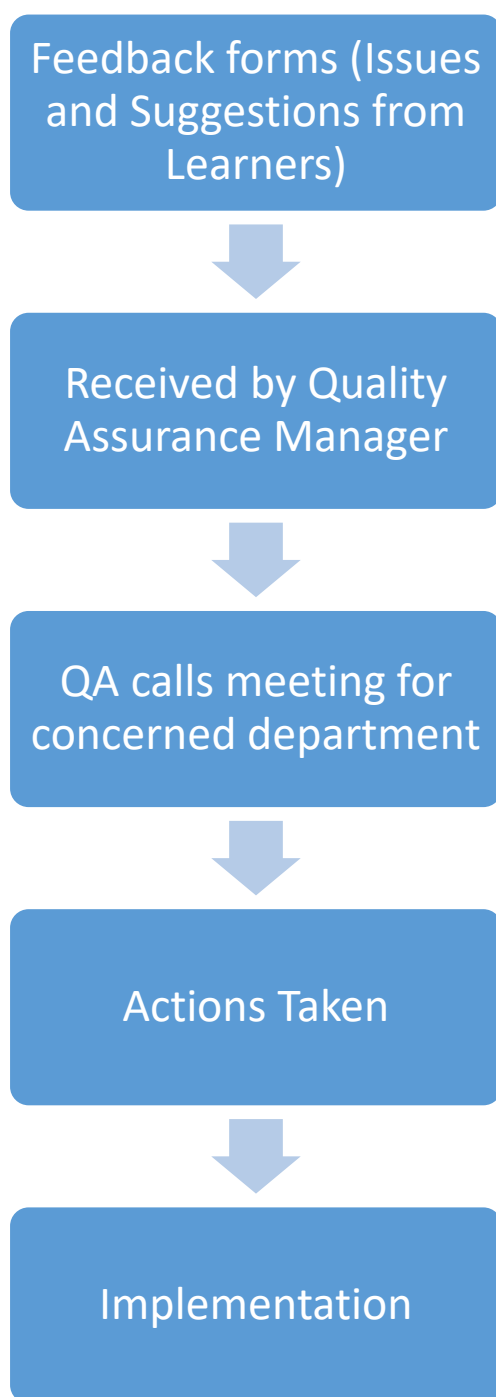 Feedback forms (Issues
and Suggestions from
Learners)
Received by Quality
Assurance Manager
QA calls meeting for
concerned department
Actions Taken
Implementation